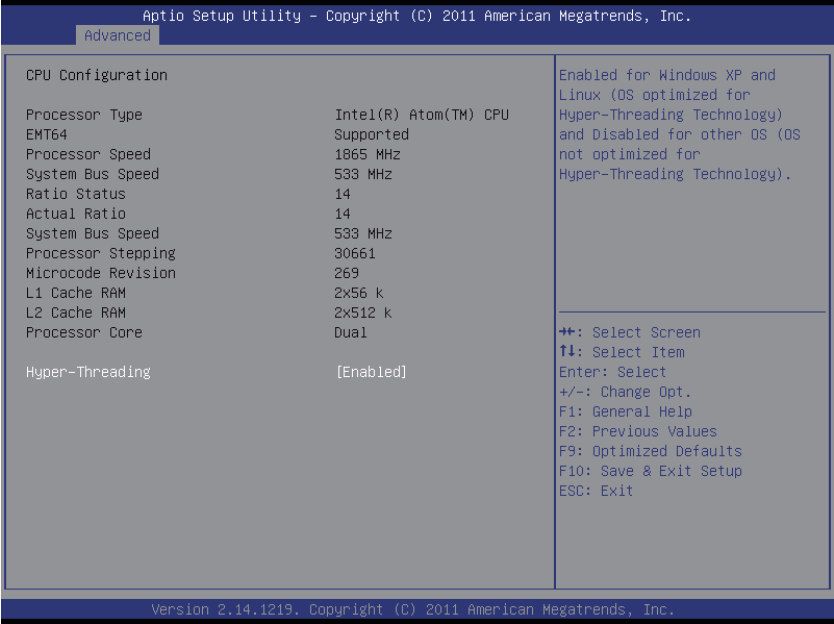 Aptio Setup Utility – Copyright (C) 2011 American Megatrends, Inc.
Advanced
CPU Configuration
Processor Type Intel(R) Atom(TM) CPU
EMT64 Supported
Processor Speed 1865 MHz
System Bus Speed 533 MHz
Ratio Status 14
Actual Ratio 14
System Bus Speed 533 MHz
Processor Stepping 30661
Microcode Revision 269
L1 Cache RAM 2x56 k
L2 Cache RAM 2x512 k
Processor Core Dual
Hyper-Threading [Enabled]
Enabled for Windows XP and
Linux (OS optimized for
Hyper-Threading Technology)
and Disabled for other OS (OS
not optimized for
Hyper-Threading Technology).
→←: Select Screen
↑↓: Select Item
Enter: Select
+/-: Change Opt.
F1: General Help
F2: Previous Values
F9: Optimized Defaults
F10: Save & Exit Setup
ESC: Exit
Version 2.14.1219. Copyright (C) 2011 American Megatrends, Inc.